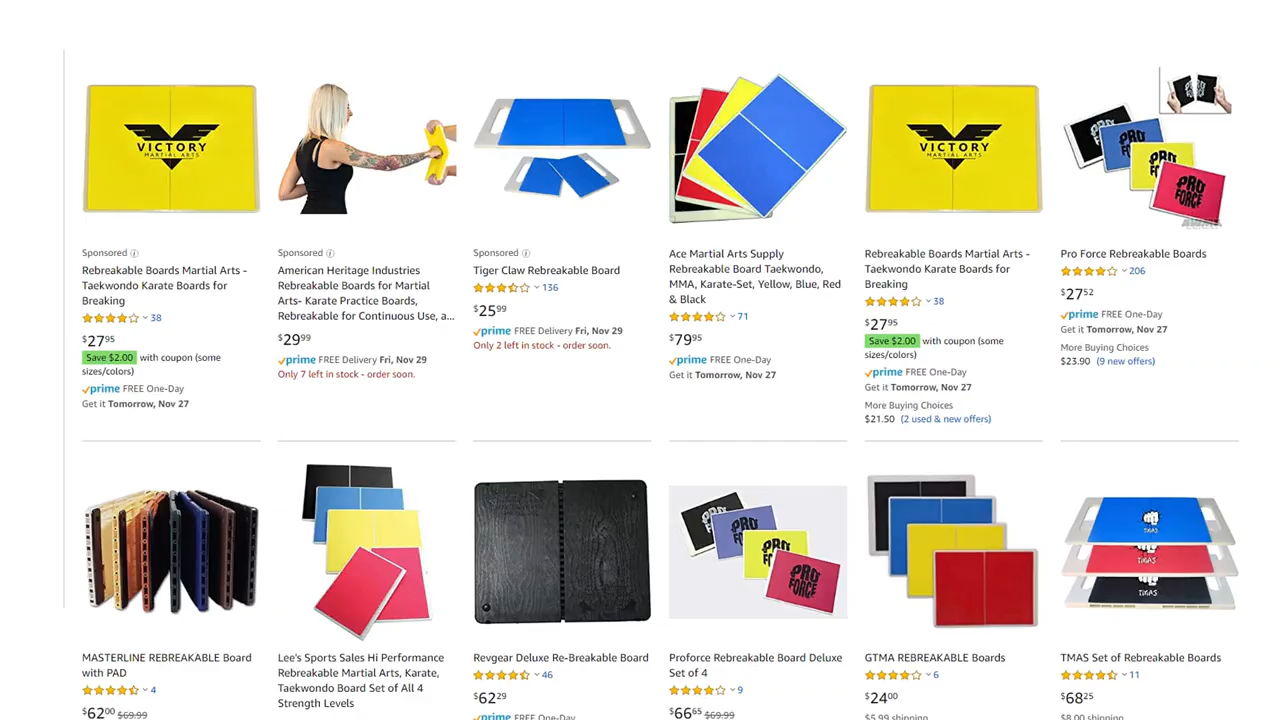 VICTORY
MARTIAL ARTS
Sponsored
Rebreakable Boards Martial Arts -
Taekwondo Karate Boards for
Breaking
38
$27.95
Save $2.00 with coupon (some
sizes/colors)
prime FREE One-Day
Get it Tomorrow, Nov 27
Sponsored
American Heritage Industries
Rebreakable Boards for Martial
Arts- Karate Practice Boards,
Rebreakable for Continuous Use, a...
$29.99
prime FREE Delivery Fri, Nov 29
Only 7 left in stock - order soon.
Sponsored
Tiger Claw Rebreakable Board
136
$25.99
prime FREE Delivery Fri, Nov 29
Only 2 left in stock - order soon.
Ace Martial Arts Supply
Rebreakable Board Taekwondo,
MMA, Karate-Set, Yellow, Blue, Red
& Black
71
$79.95
prime FREE One-Day
Get it Tomorrow, Nov 27
VICTORY
MARTIAL ARTS
Rebreakable Boards Martial Arts -
Taekwondo Karate Boards for
Breaking
38
$27.95
Save $2.00 with coupon (some
sizes/colors)
prime FREE One-Day
Get it Tomorrow, Nov 27
More Buying Choices
$21.50 (2 used & new offers)
PRO
FORCE
Pro Force Rebreakable Boards
206
$27.52
prime FREE One-Day
Get it Tomorrow, Nov 27
More Buying Choices
$23.90 (9 new offers)
MASTERLINE REBREAKABLE Board
with PAD
4
$62.00 $69.99
Lee's Sports Sales Hi Performance
Rebreakable Martial Arts, Karate,
Taekwondo Board Set of All 4
Strength Levels
Revgear Deluxe Re-Breakable Board
46
$62.29
prime FREE One-Day
PRO
FORCE
Proforce Rebreakable Board Deluxe
Set of 4
9
$66.65 $69.99
GTMA REBREAKABLE Boards
6
$24.00
$5.99 shipping
TMAS
TMAS
TMAS
TMAS Set of Rebreakable Boards
11
$68.25
$8.00 shipping